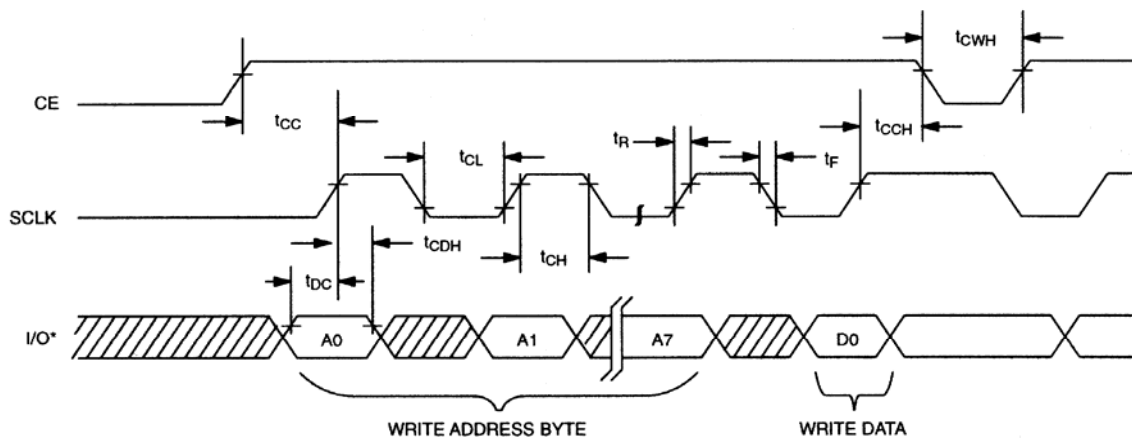 tCWH
CE
tCC
tCCH
tCL
tR
tF
SCLK
tCDH
tCH
tDC
I/O*
A0
A1
A7
D0
WRITE ADDRESS BYTE
WRITE DATA